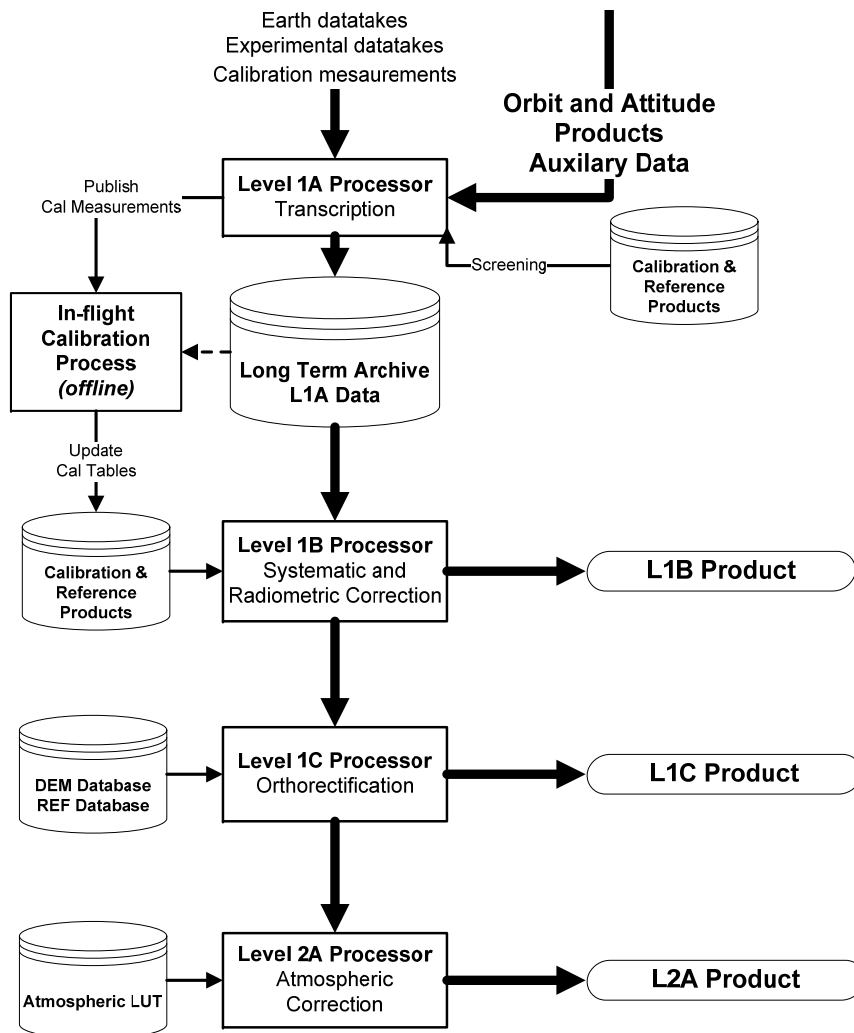 Earth datatakes
Experimental datatakes
Calibration mesaurements
Orbit and Attitude
Products
Auxilary Data
Level 1A Processor
Transcription
Publish
Cal Measurements
Screening
Calibration &
Reference
Products
In-flight
Calibration
Process
(offline)
Long Term Archive
L1A Data
Update
Cal Tables
Calibration &
Reference
Products
Level 1B Processor
Systematic and
Radiometric Correction
L1B Product
DEM Database
REF Database
Level 1C Processor
Orthorectification
L1C Product
Atmospheric LUT
Level 2A Processor
Atmospheric
Correction
L2A Product